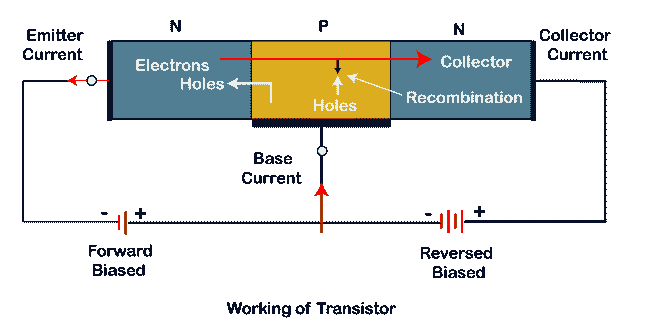 N
P
N
Emitter
Current
Collector
Current
Electrons
Holes
Collector
Holes
Recombination
Base
Current
- +
- +
Forward
Biased
Reversed
Biased
Working of Transistor